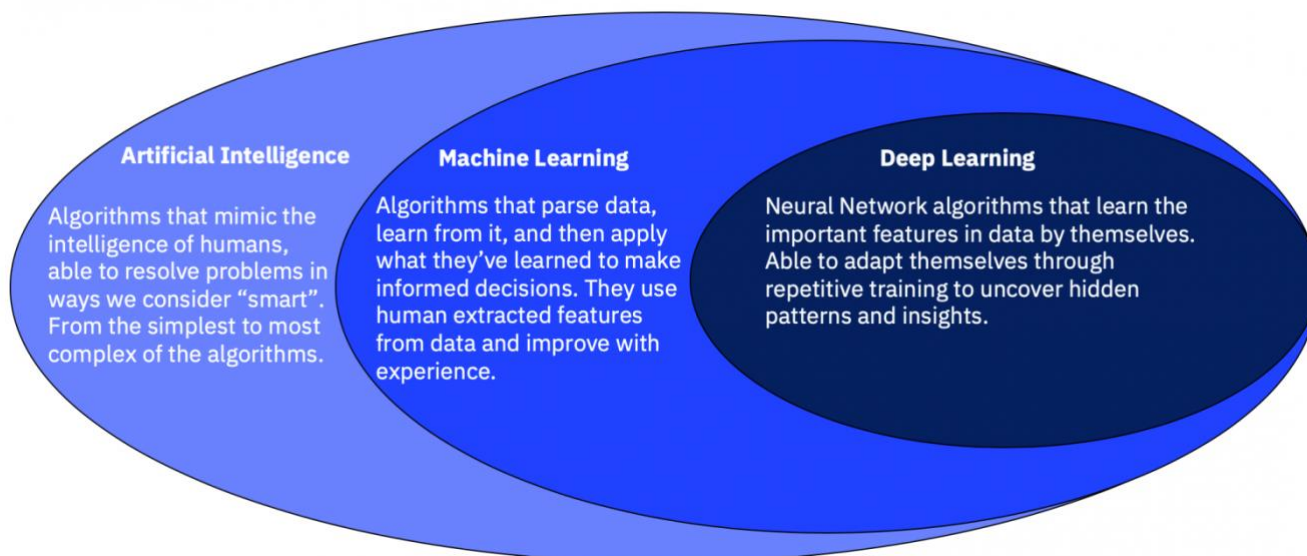 Artificial Intelligence
Algorithms that mimic the
intelligence of humans,
able to resolve problems in
ways we consider “smart”.
From the simplest to most
complex of the algorithms.
Machine Learning
Algorithms that parse data,
learn from it, and then apply
what they’ve learned to make
informed decisions. They use
human extracted features
from data and improve with
experience.
Deep Learning
Neural Network algorithms that learn the
important features in data by themselves.
Able to adapt themselves through
repetitive training to uncover hidden
patterns and insights.